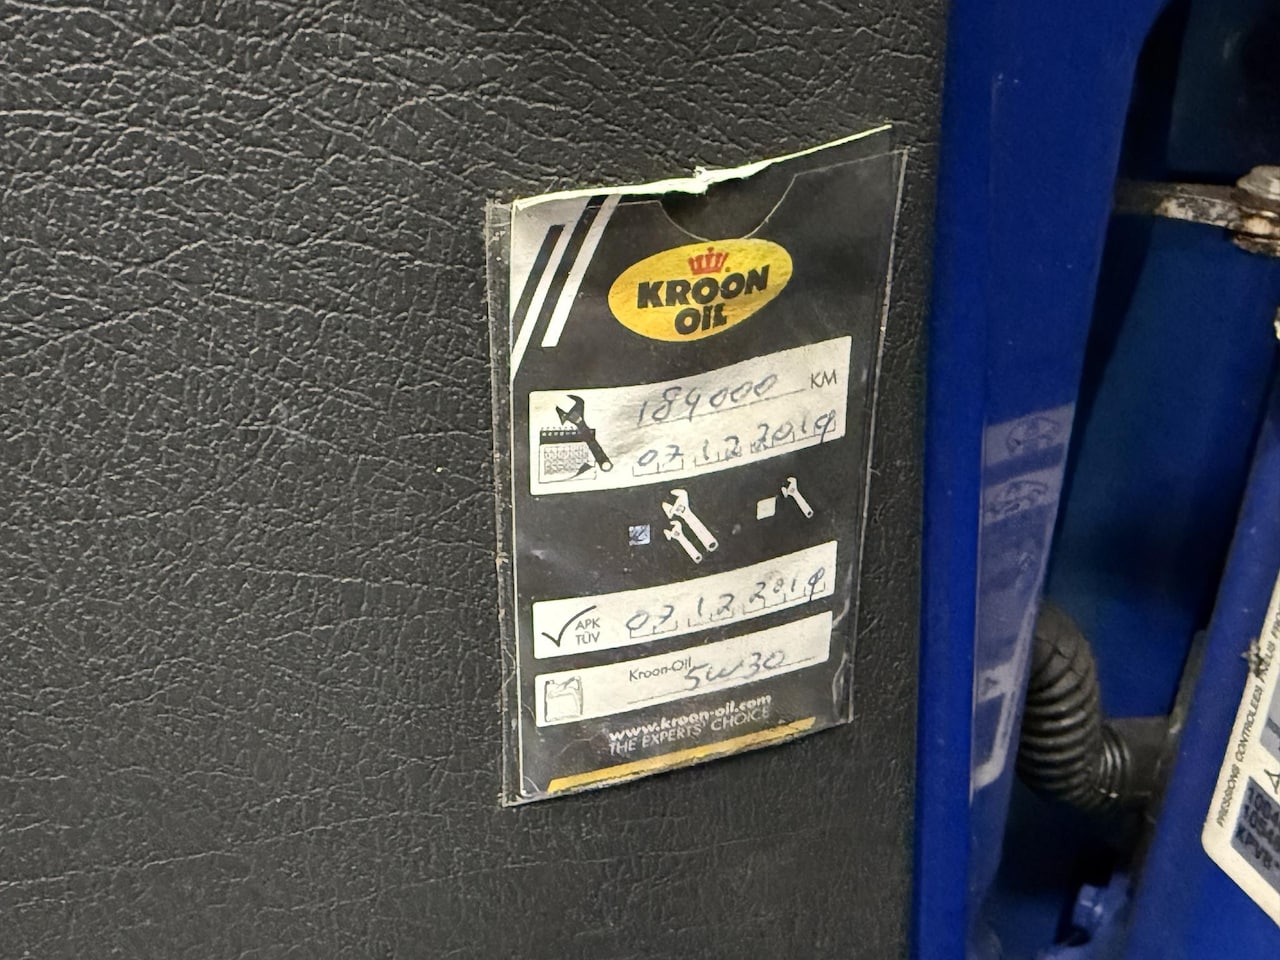 KROON
OIL
189000 KM
07 12 2019
APK
TÜV
07 12 2019
Kroon-Oil 5W30
www.kroon-oil.com
THE EXPERTS' CHOICE